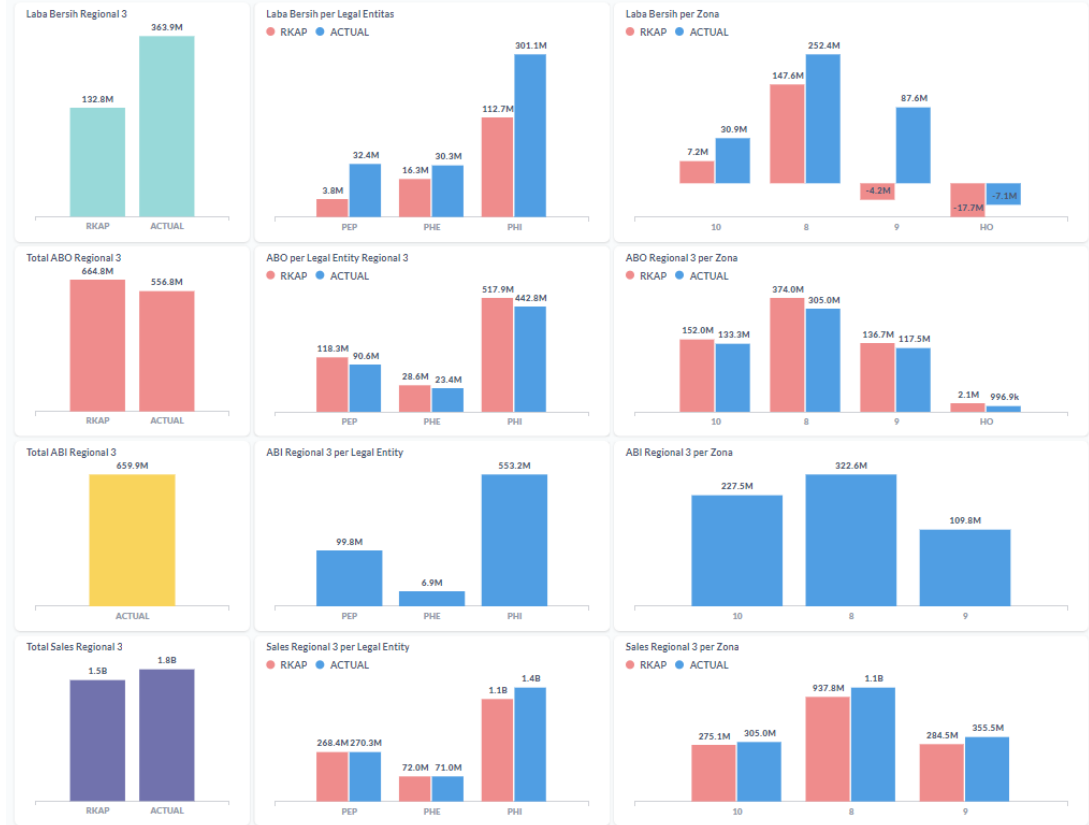 Laba Bersih Regional 3
363.9M
132.8M
RKAP ACTUAL
Laba Bersih per Legal Entitas
RKAP ACTUAL
301.1M
112.7M
32.4M
30.3M
16.3M
3.8M
PEP PHE PHI
Laba Bersih per Zona
RKAP ACTUAL
252.4M
147.6M
87.6M
30.9M
7.2M
-4.2M
-7.1M
-17.7M
10 8 9 HO
Total ABO Regional 3
664.8M
556.8M
RKAP ACTUAL
ABO per Legal Entity Regional 3
RKAP ACTUAL
517.9M
442.8M
118.3M
90.6M
28.6M 23.4M
PEP PHE PHI
ABO Regional 3 per Zona
RKAP ACTUAL
374.0M
305.0M
152.0M 133.3M
136.7M
117.5M
2.1M 996.9k
10 8 9 HO
Total ABI Regional 3
659.9M
ACTUAL
ABI Regional 3 per Legal Entity
553.2M
99.8M
6.9M
PEP PHE PHI
ABI Regional 3 per Zona
322.6M
227.5M
109.8M
10 8 9
Total Sales Regional 3
1.8B
1.5B
RKAP ACTUAL
Sales Regional 3 per Legal Entity
RKAP ACTUAL
1.4B
1.1B
268.4M 270.3M
72.0M 71.0M
PEP PHE PHI
Sales Regional 3 per Zona
RKAP ACTUAL
1.1B
937.8M
355.5M
275.1M 305.0M
284.5M
10 8 9